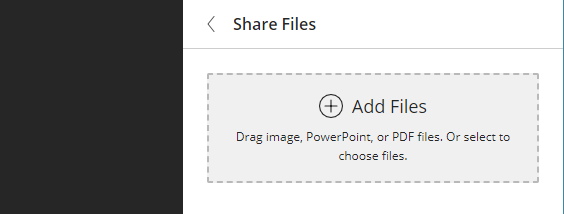 Share Files
Add Files
Drag image, PowerPoint, or PDF files. Or select to
choose files.